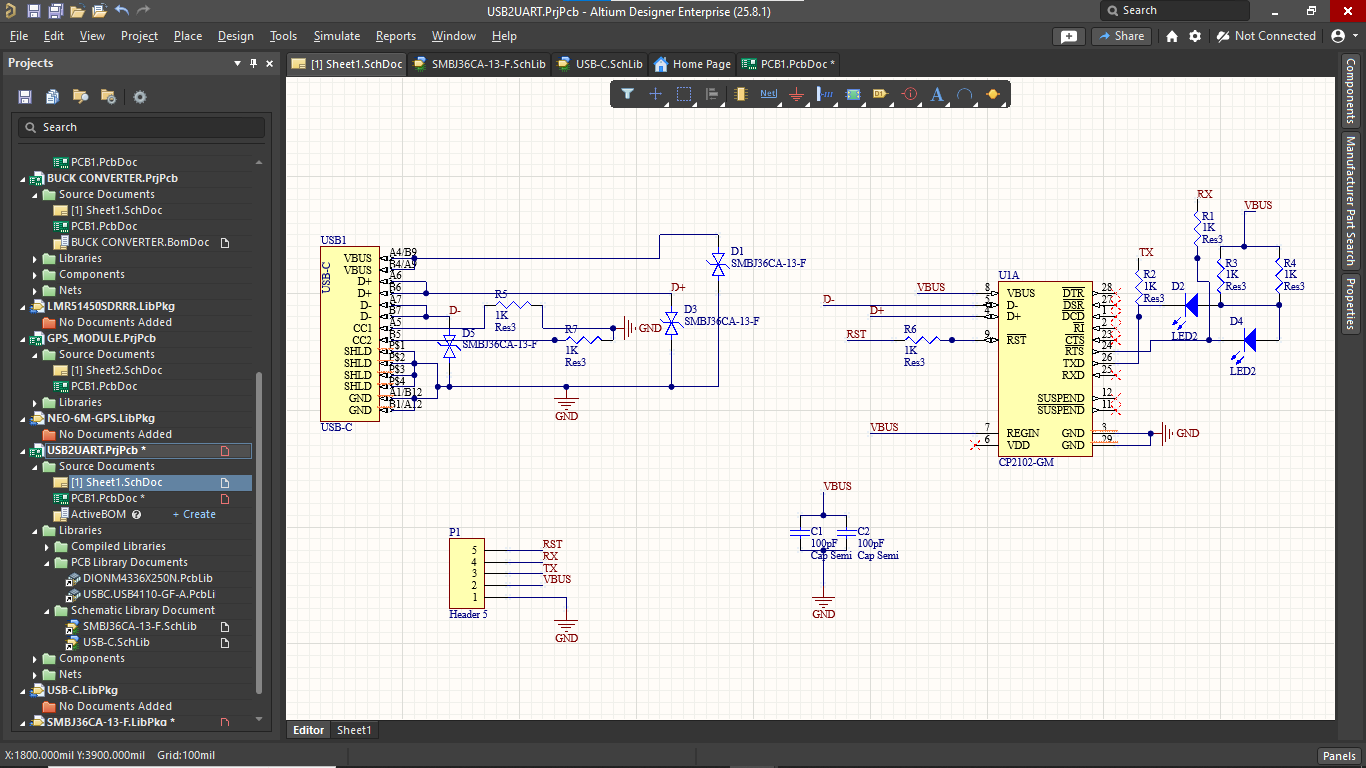 USB2UART.PrjPcb - Altium Designer Enterprise (25.8.1)
Search
File Edit View Project Place Design Tools Simulate Reports Window Help
Share
Not Connected
Projects
[1] Sheet1.SchDoc
SMBJ36CA-13-F.SchLib
USB-C.SchLib
Home Page
PCB1.PcbDoc *
Search
PCB1.PcbDoc
BUCK CONVERTER.PrjPcb
Source Documents
[1] Sheet1.SchDoc
PCB1.PcbDoc
BUCK CONVERTER.BomDoc
Libraries
Components
Nets
LMR51450SDRRR.LibPkg
No Documents Added
GPS_MODULE.PrjPcb
Source Documents
[1] Sheet2.SchDoc
PCB1.PcbDoc
Libraries
NEO-6M-GPS.LibPkg
No Documents Added
USB2UART.PrjPcb *
Source Documents
[1] Sheet1.SchDoc
PCB1.PcbDoc *
ActiveBOM
+ Create
Libraries
Compiled Libraries
PCB Library Documents
DIONM4336X250N.PcbLib
USBC.USB4110-GF-A.PcbLi
Schematic Library Document
SMBJ36CA-13-F.SchLib
USB-C.SchLib
Components
Nets
USB-C.LibPkg
No Documents Added
SMBJ36CA-13-F.LibPkg *
Net
D1
A
USB1
USB-C
VBUS
VBUS
D+
D+
D-
D-
CC1
CC2
SHLD
SHLD
SHLD
SHLD
GND
GND
USB-C
A4/B9
B4/A9
A6
B6
A7
B7
A5
B5
P$1
P$2
P$3
P$4
A1/B12
B1/A12
D-
D5
SMBJ36CA-13-F
R5
1K
Res3
R7
1K
Res3
GND
GND
D+
D3
SMBJ36CA-13-F
D1
SMBJ36CA-13-F
P1
5
4
3
2
1
Header 5
RST
RX
TX
VBUS
GND
VBUS
C1
100pF
Cap Semi
C2
100pF
Cap Semi
GND
VBUS
D-
D+
RST
R6
1K
Res3
VBUS
U1A
8
5
4
9
7
6
VBUS
D-
D+
RST
REGIN
VDD
DTR
DSR
DCD
RI
CTS
RTS
TXD
RXD
SUSPEND
SUSPEND
GND
GND
28
27
1
2
23
24
26
25
12
11
3
29
CP2102-GM
GND
TX
R2
1K
Res3
RX
R1
1K
Res3
VBUS
R3
1K
Res3
R4
1K
Res3
D2
LED2
D4
LED2
Components
Manufacturer Part Search
Properties
Editor
Sheet1
X:1800.000mil Y:3900.000mil Grid:100mil
Panels